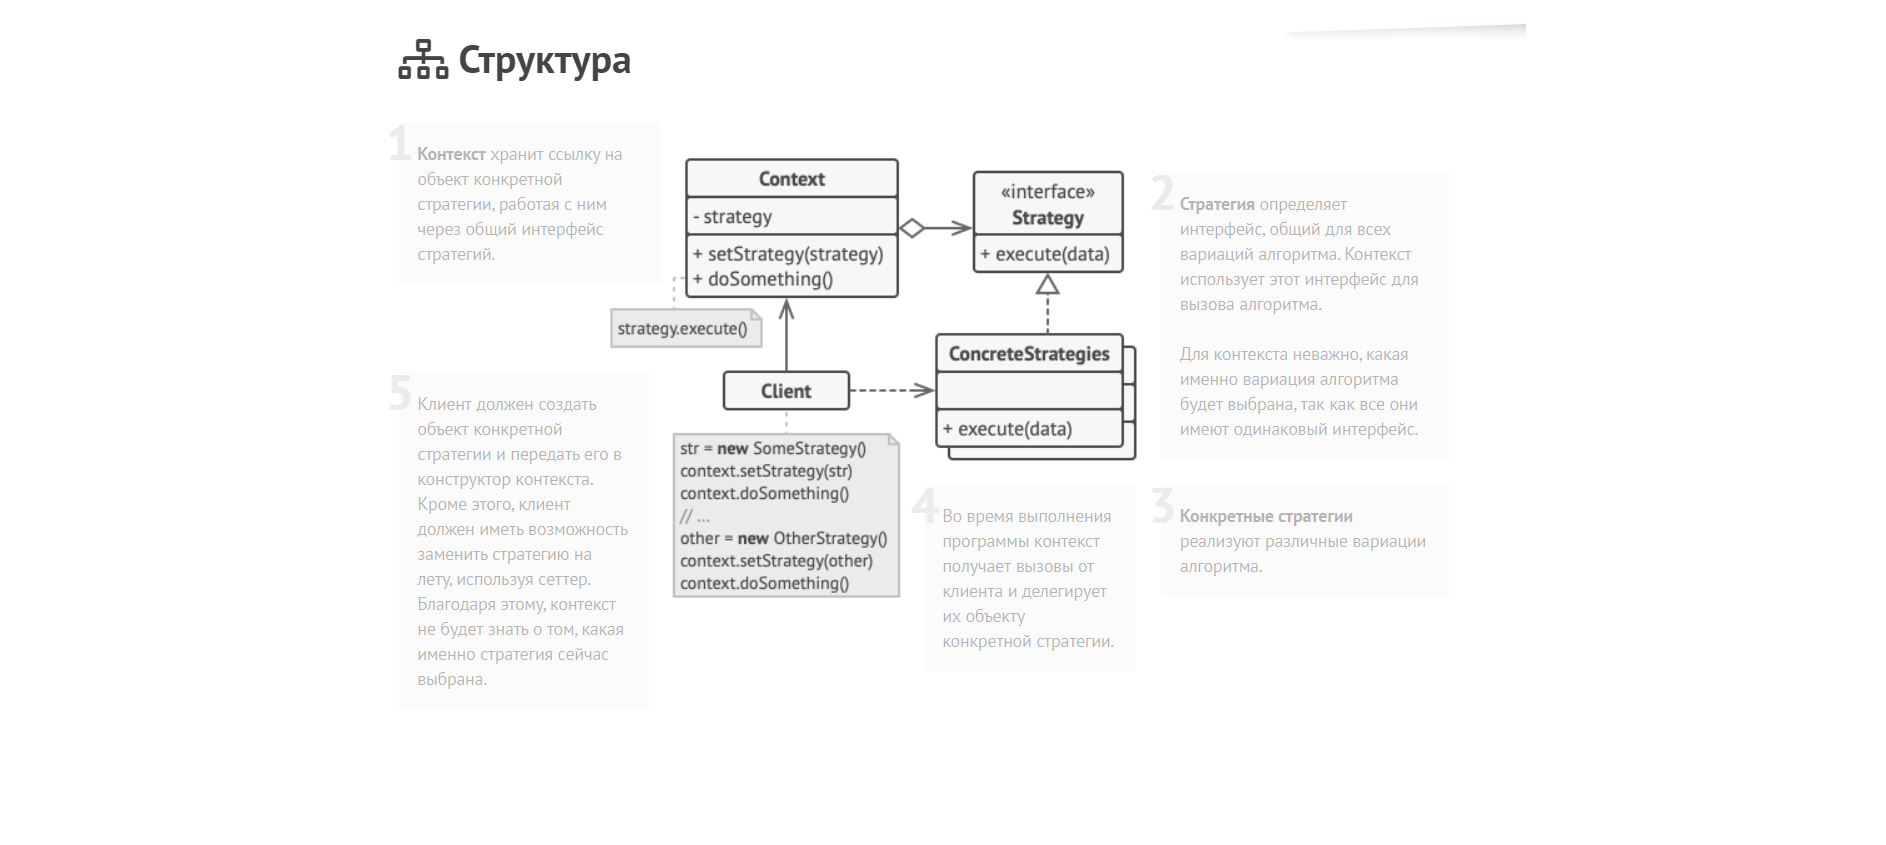 Структура
1
Контекст хранит ссылку на
объект конкретной
стратегии, работая с ним
через общий интерфейс
стратегий.
Context
- strategy
+ setStrategy(strategy)
+ doSomething()
strategy.execute()
«interface»
Strategy
+ execute(data)
2
Стратегия определяет
интерфейс, общий для всех
вариаций алгоритма. Контекст
использует этот интерфейс для
вызова алгоритма.
Для контекста неважно, какая
именно вариация алгоритма
будет выбрана, так как все они
имеют одинаковый интерфейс.
ConcreteStrategies
+ execute(data)
Client
str = new SomeStrategy()
context.setStrategy(str)
context.doSomething()
// ...
other = new OtherStrategy()
context.setStrategy(other)
context.doSomething()
3
Конкретные стратегии
реализуют различные вариации
алгоритма.
4
Во время выполнения
программы контекст
получает вызовы от
клиента и делегирует
их объекту
конкретной стратегии.
5
Клиент должен создать
объект конкретной
стратегии и передать его в
конструктор контекста.
Кроме этого, клиент
должен иметь возможность
заменить стратегию на
лету, используя сеттер.
Благодаря этому, контекст
не будет знать о том, какая
именно стратегия сейчас
выбрана.